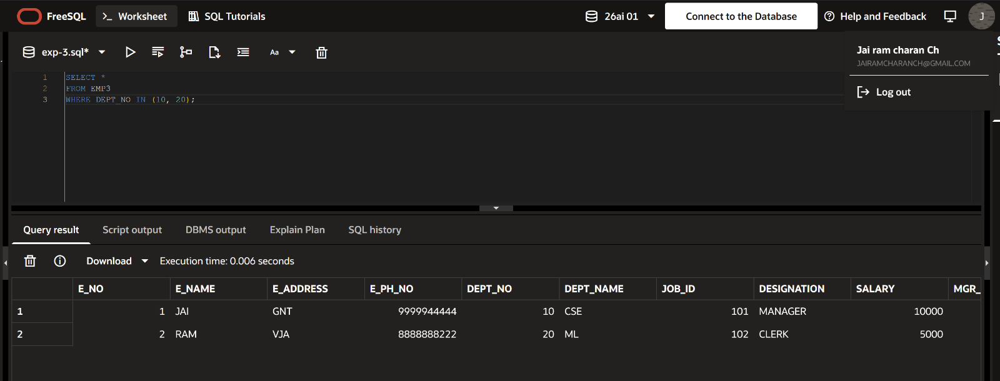 FreeSQL Worksheet SQL Tutorials 26ai 01 Connect to the Database Help and Feedback J
exp-3.sql* Aa
Jai ram charan Ch
JAIRAMCHARANCH@GMAIL.COM
Log out
1 SELECT *
2 FROM EMP3
3 WHERE DEPT_NO IN (10, 20);
Query result Script output DBMS output Explain Plan SQL history
Download Execution time: 0.006 seconds
E_NO E_NAME E_ADDRESS E_PH_NO DEPT_NO DEPT_NAME JOB_ID DESIGNATION SALARY MGR_
1 1 JAI GNT 9999944444 10 CSE 101 MANAGER 10000
2 2 RAM VJA 8888888222 20 ML 102 CLERK 5000